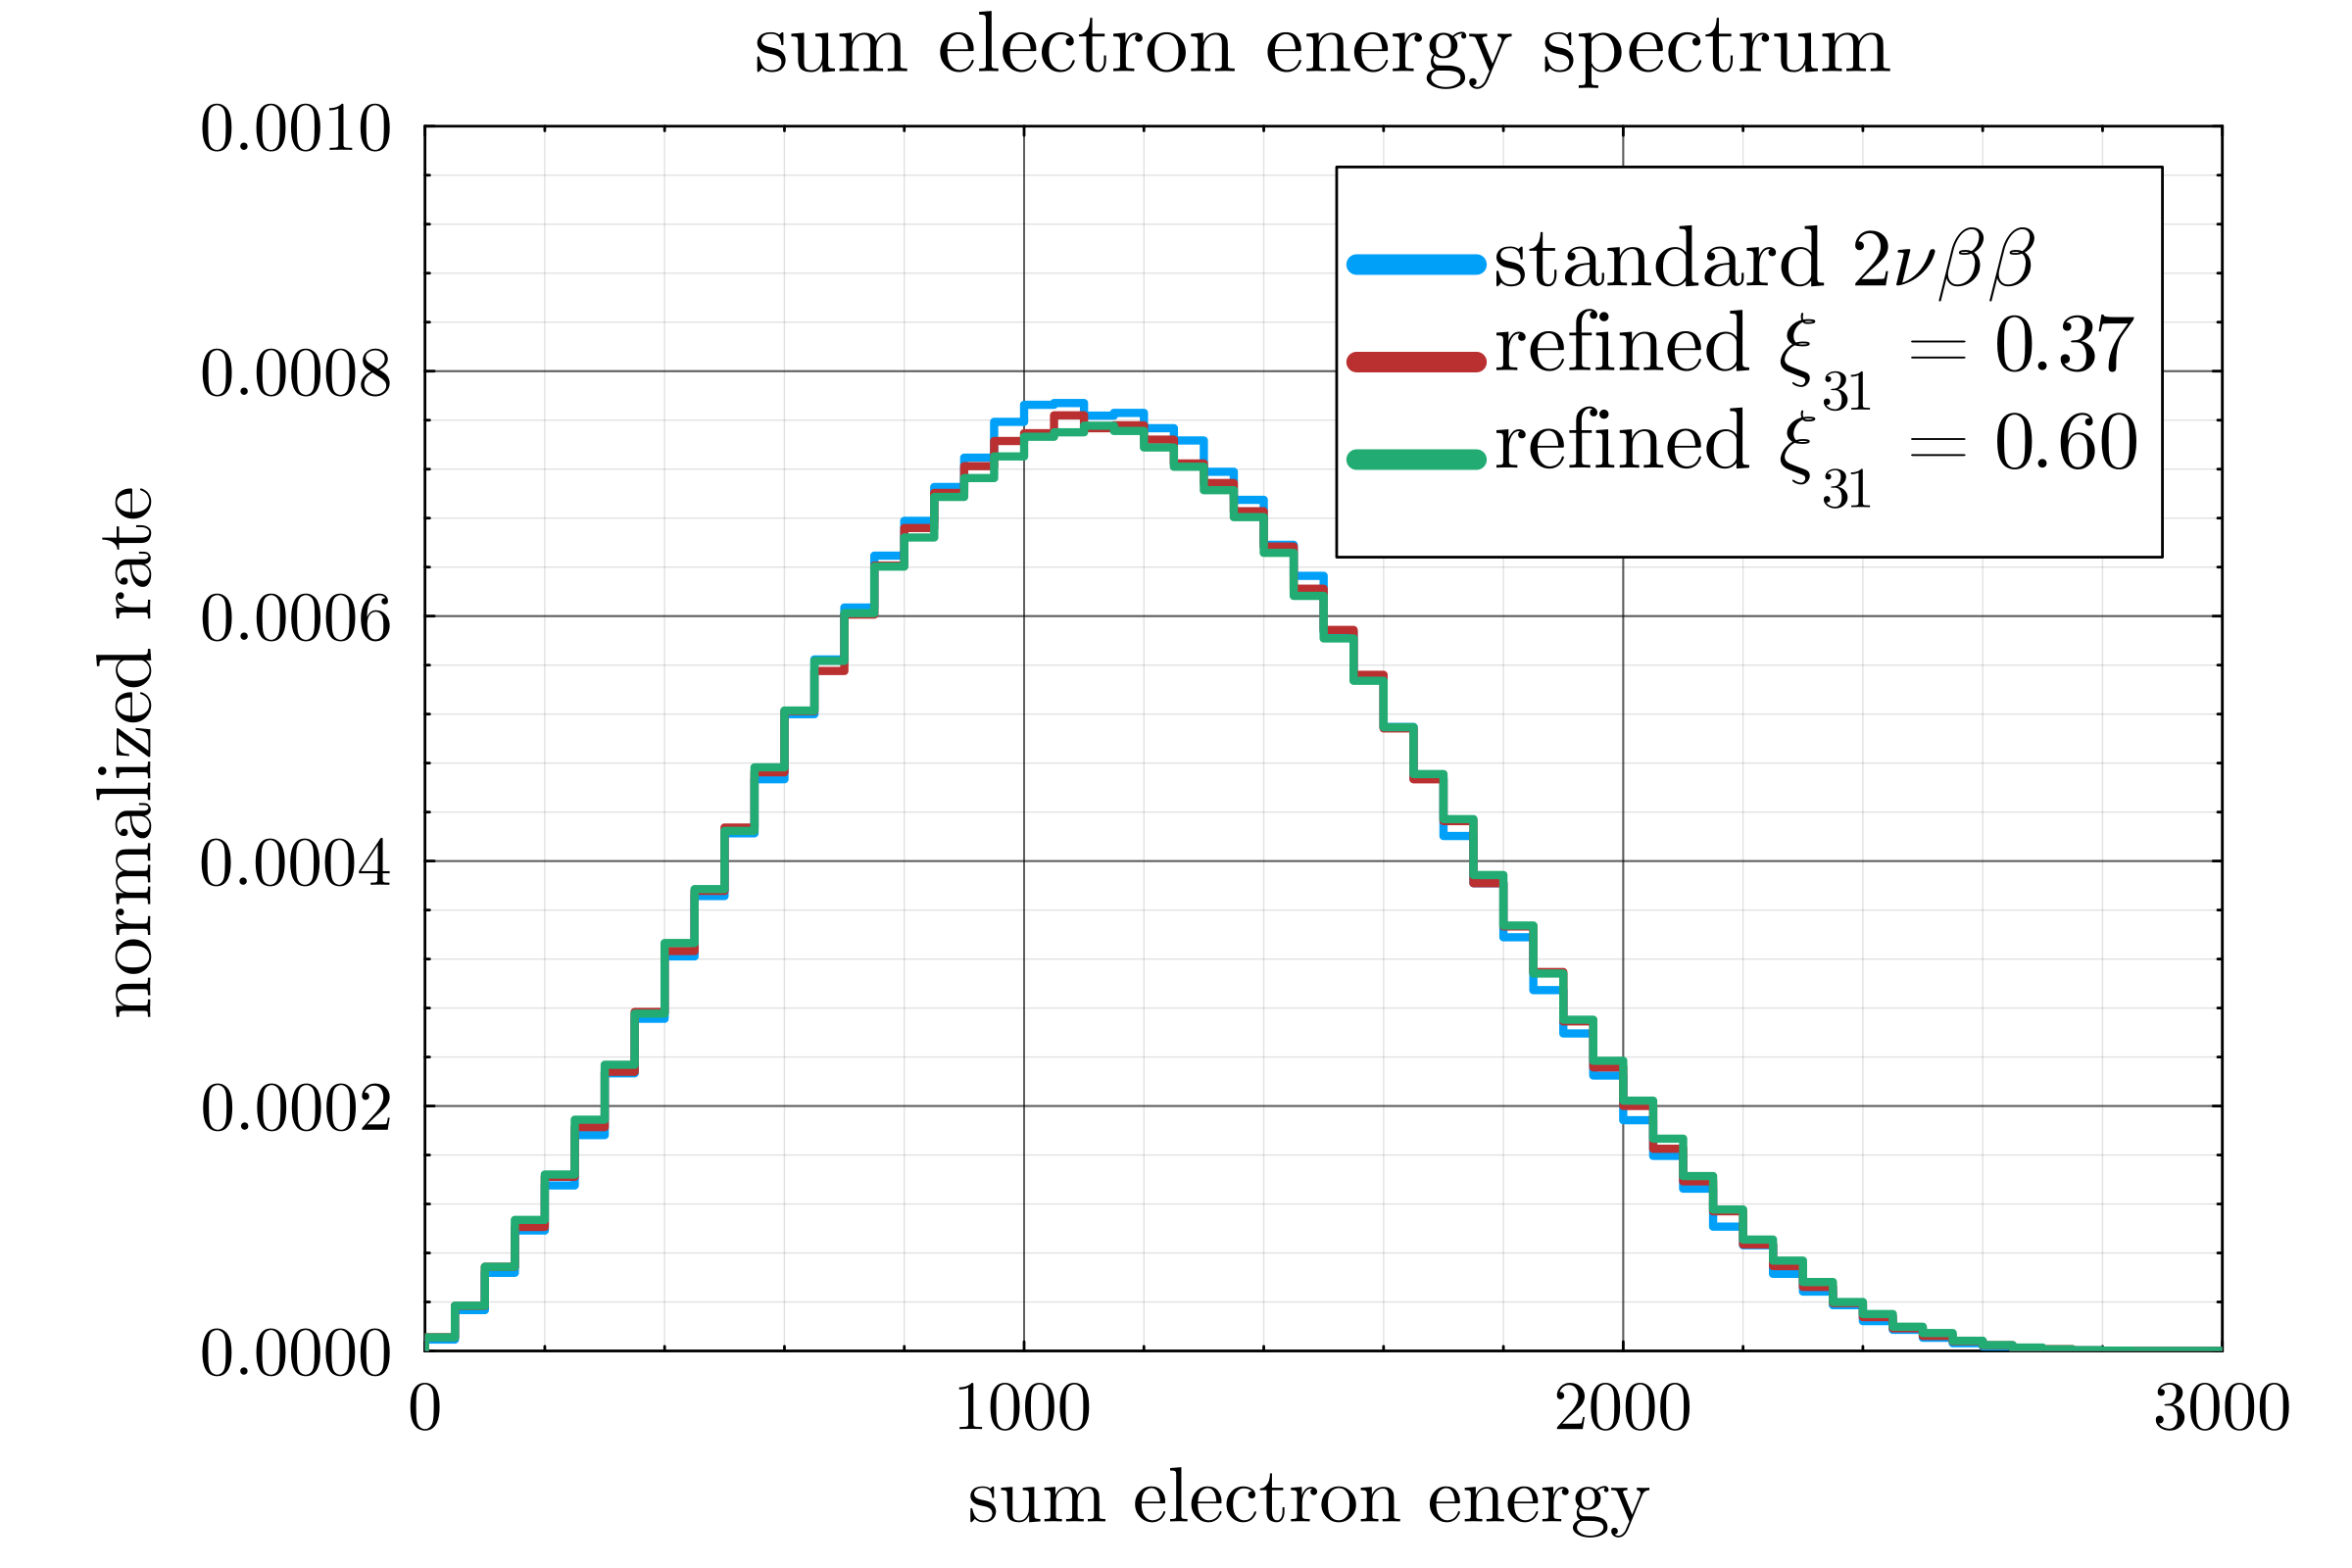 sum electron energy spectrum
0.0010
0.0008
0.0006
0.0004
0.0002
0.0000
normalized rate
standard 2νββ
refined ξ₃₁ = 0.37
refined ξ₃₁ = 0.60
0 1000 2000 3000
sum electron energy